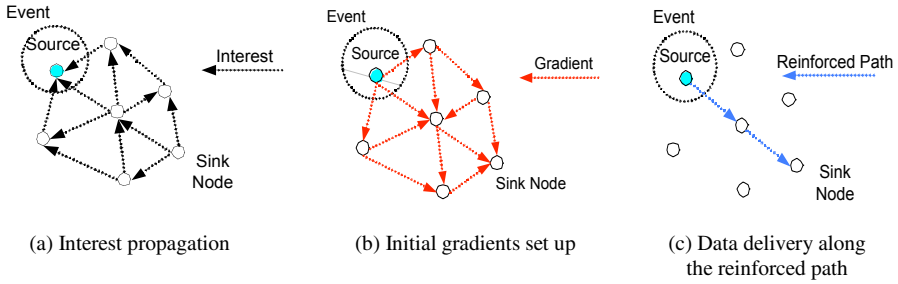 Event
Source
Interest
Sink
Node
(a) Interest propagation
Event
Source
Gradient
Sink Node
(b) Initial gradients set up
Event
Source
Reinforced Path
Sink
Node
(c) Data delivery along
the reinforced path